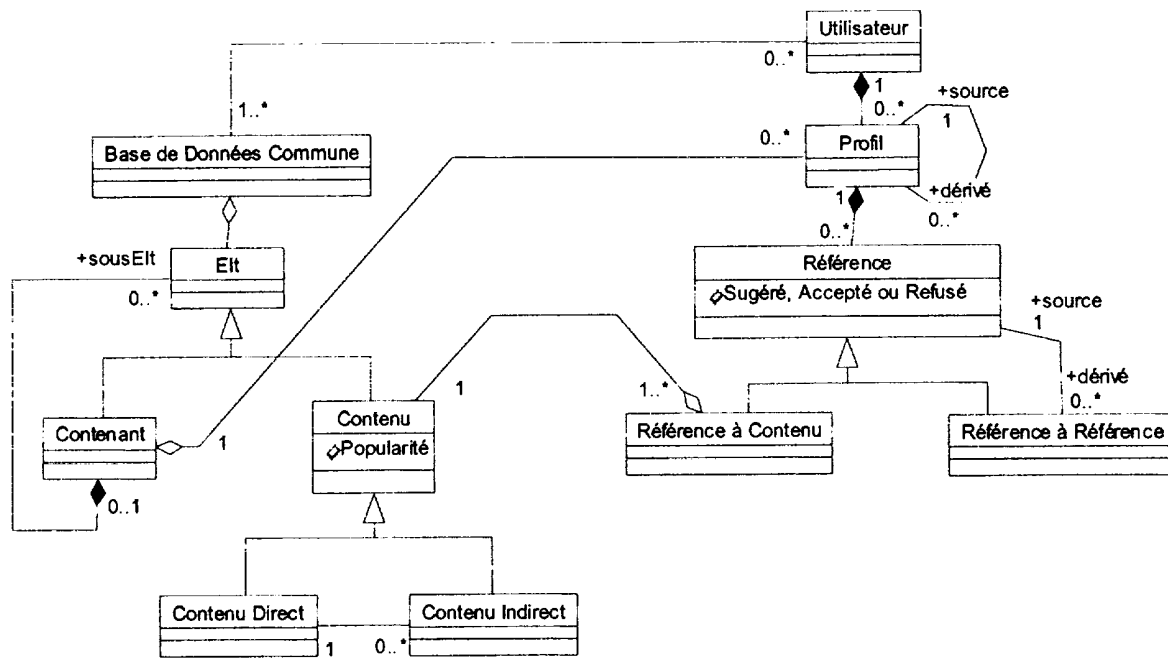 Utilisateur
0..*
1
0..*
+source
1
1..*
Base de Données Commune
0..*
Profil
+dérivé
0..*
1
0..*
+sousElt
0..*
Elt
Référence
Sugéré, Accepté ou Refusé
+source
1
+dérivé
0..*
1
1..*
Contenant
1
Contenu
Popularité
Référence à Contenu
Référence à Référence
0..1
Contenu Direct
1
0..*
Contenu Indirect